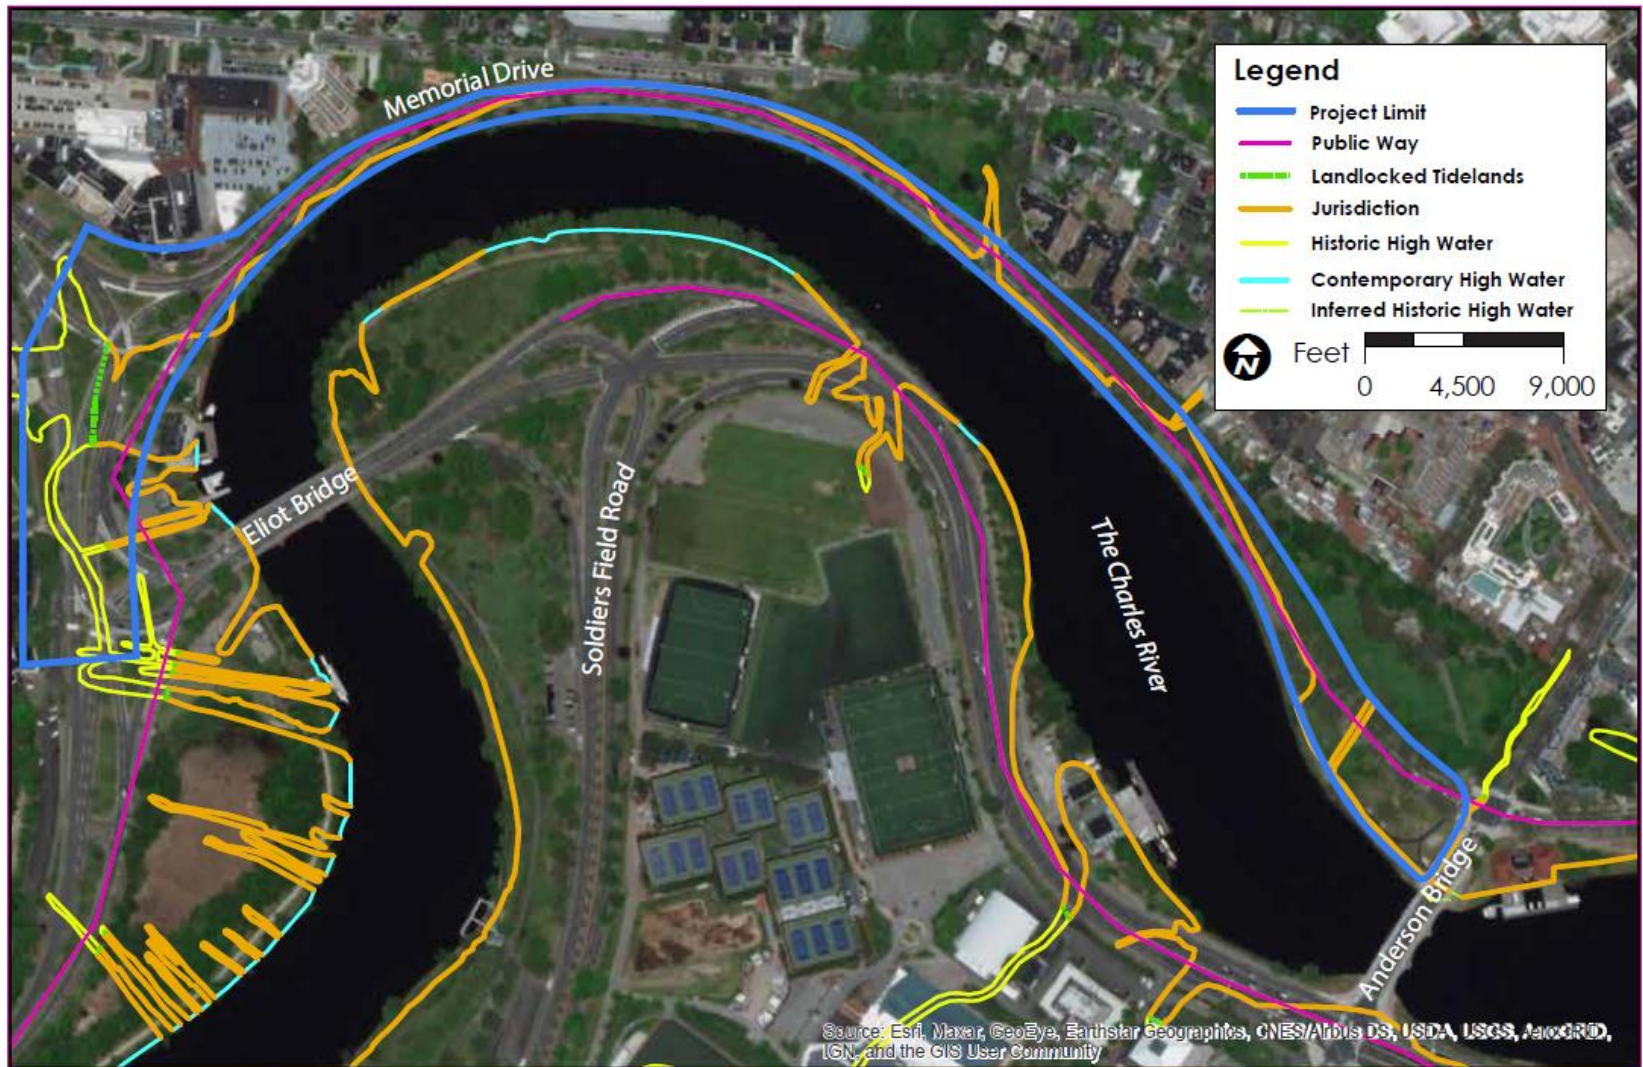 Memorial Drive
Legend
Project Limit
Public Way
Landlocked Tidelands
Jurisdiction
Historic High Water
Contemporary High Water
Inferred Historic High Water
N
Feet
0 4,500 9,000
Eliot Bridge
Soldiers Field Road
The Charles River
Anderson Bridge
Source: Esri, Maxar, GeoEye, Earthstar Geographics, CNES/Airbus DS, USDA, USGS, AeroGRID,
IGN, and the GIS User Community